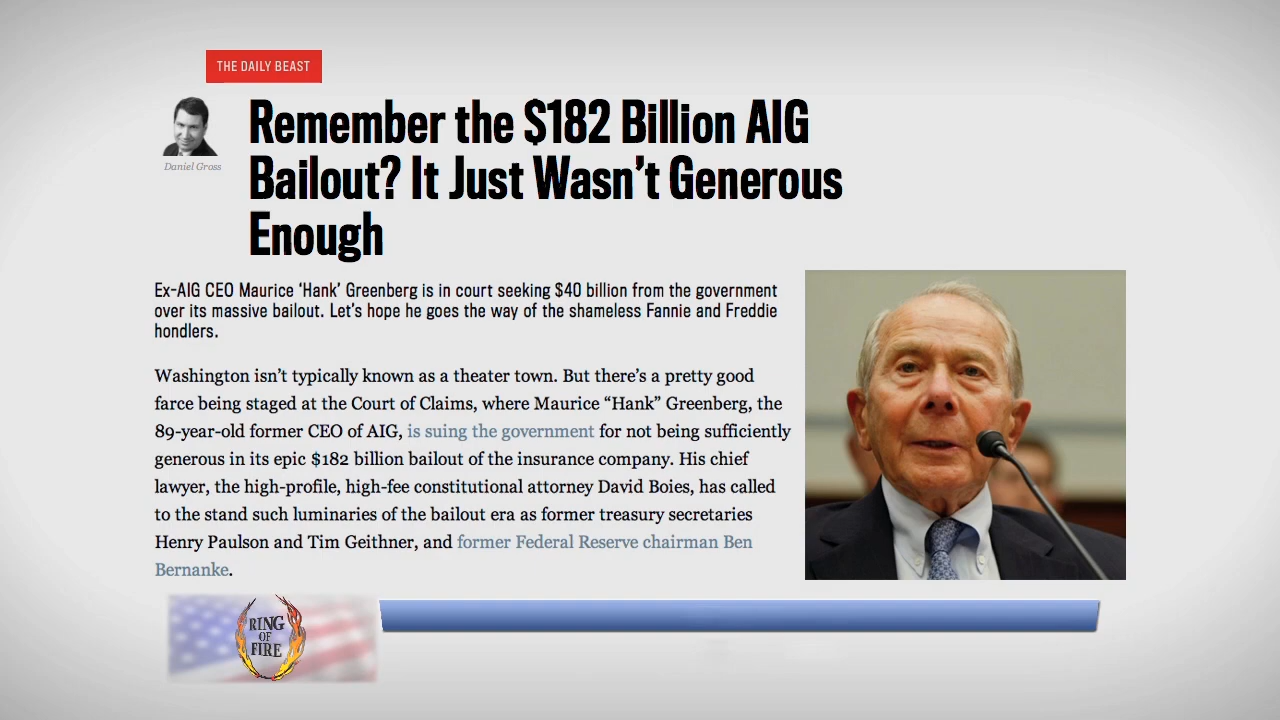 THE DAILY BEAST
Daniel Gross
Remember the $182 Billion AIG
Bailout? It Just Wasn’t Generous
Enough
Ex-AIG CEO Maurice ‘Hank’ Greenberg is in court seeking $40 billion from the government
over its massive bailout. Let’s hope he goes the way of the shameless Fannie and Freddie
hondlers.
Washington isn’t typically known as a theater town. But there’s a pretty good
farce being staged at the Court of Claims, where Maurice “Hank” Greenberg, the
89-year-old former CEO of AIG, is suing the government for not being sufficiently
generous in its epic $182 billion bailout of the insurance company. His chief
lawyer, the high-profile, high-fee constitutional attorney David Boies, has called
to the stand such luminaries of the bailout era as former treasury secretaries
Henry Paulson and Tim Geithner, and former Federal Reserve chairman Ben
Bernanke.
RING
OF
FIRE